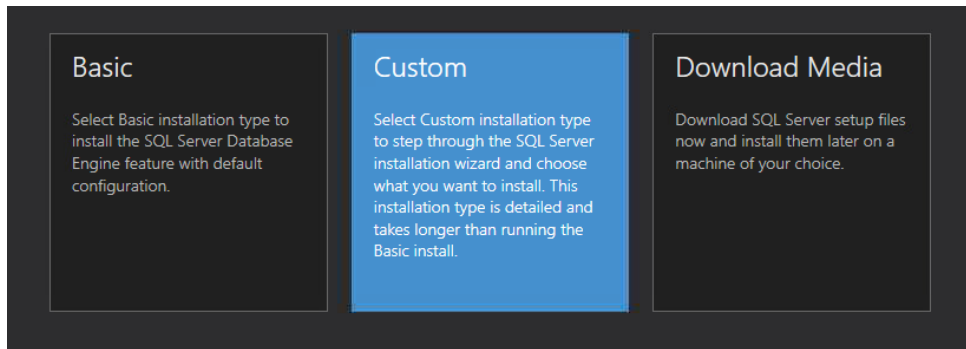 Basic
Select Basic installation type to
install the SQL Server Database
Engine feature with default
configuration.
Custom
Select Custom installation type
to step through the SQL Server
installation wizard and choose
what you want to install. This
installation type is detailed and
takes longer than running the
Basic install.
Download Media
Download SQL Server setup files
now and install them later on a
machine of your choice.